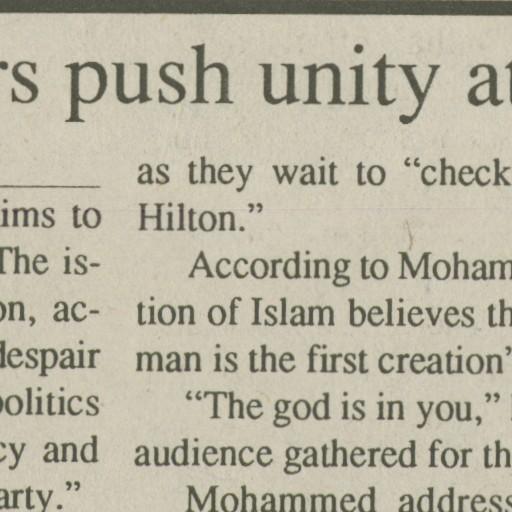 rs push unity at
ims to
The is-
on, ac-
despair
politics
cy and
arty.”
as they wait to “check
Hilton.”
According to Moham
tion of Islam believes th
man is the first creation’
“The god is in you,”
audience gathered for th
Mohammed address